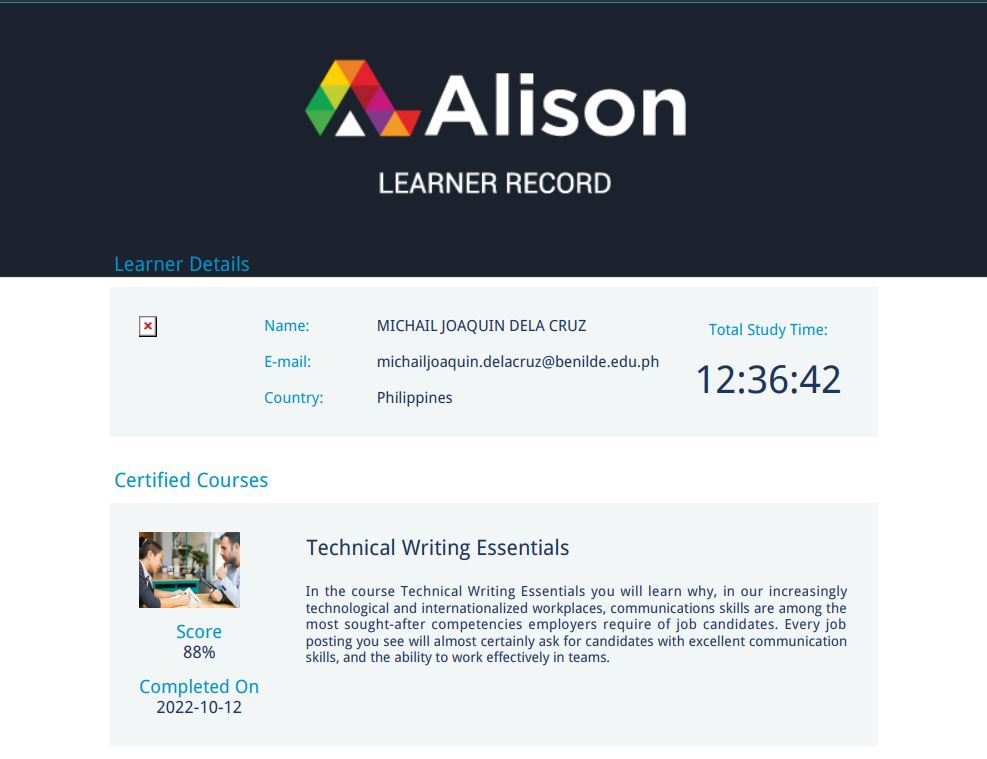 Alison
LEARNER RECORD
Learner Details
Name: MICHAIL JOAQUIN DELA CRUZ
E-mail: michailjoaquin.delacruz@benilde.edu.ph
Country: Philippines
Total Study Time:
12:36:42
Certified Courses
Technical Writing Essentials
In the course Technical Writing Essentials you will learn why, in our increasingly
technological and internationalized workplaces, communications skills are among the
most sought-after competencies employers require of job candidates. Every job
posting you see will almost certainly ask for candidates with excellent communication
skills, and the ability to work effectively in teams.
Score
88%
Completed On
2022-10-12